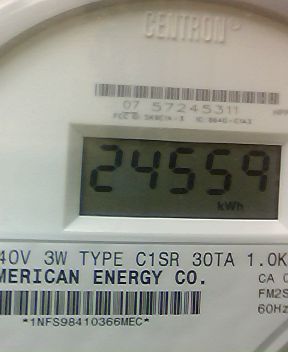 CENTRON®
07 57245311
24559
kWh
40V 3W TYPE C1SR 30TA 1.0K
MERICAN ENERGY CO.
CA 0
FM2S
60Hz
*1NFS98410366MEC*